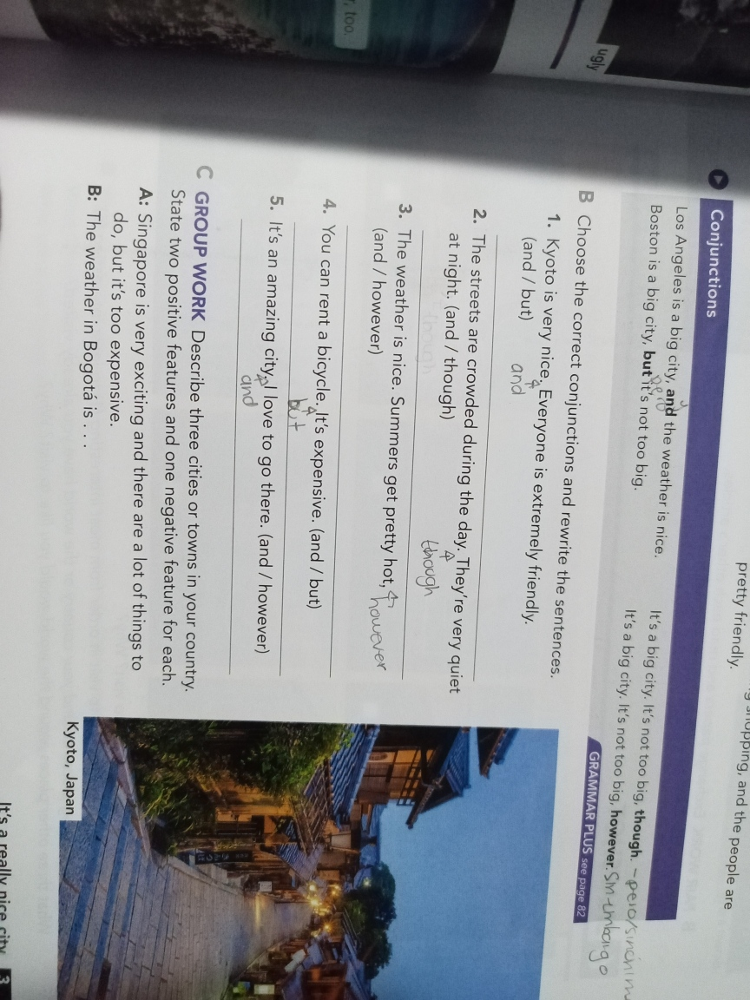 pretty friendly.
shopping, and the people are
Conjunctions
Los Angeles is a big city, and the weather is nice.
Boston is a big city, but it's not too big.
pero
It's a big city. It's not too big, though. - pero/
It's a big city. It's not too big, however. Sin embargo
GRAMMAR PLUS see page 82
B Choose the correct conjunctions and rewrite the sentences.
1. Kyoto is very nice. Everyone is extremely friendly.
(and / but)
and
2. The streets are crowded during the day. They're very quiet
at night. (and / though)
though
though
3. The weather is nice. Summers get pretty hot,
(and / however)
however
4. You can rent a bicycle. It's expensive. (and / but)
but
5. It's an amazing city. I love to go there. (and / however)
and
C GROUP WORK Describe three cities or towns in your country.
State two positive features and one negative feature for each.
A: Singapore is very exciting and there are a lot of things to
do, but it's too expensive.
B: The weather in Bogotá is . . .
Kyoto, Japan
ugly
, too.
It's a really nice city.
3